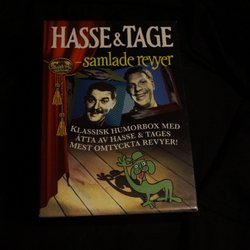 HASSE & TAGE
– samlade revyer
KLASSISK HUMORBOX MED
ÅTTA AV HASSE & TAGES
MEST OMTYCKTA REVYER!